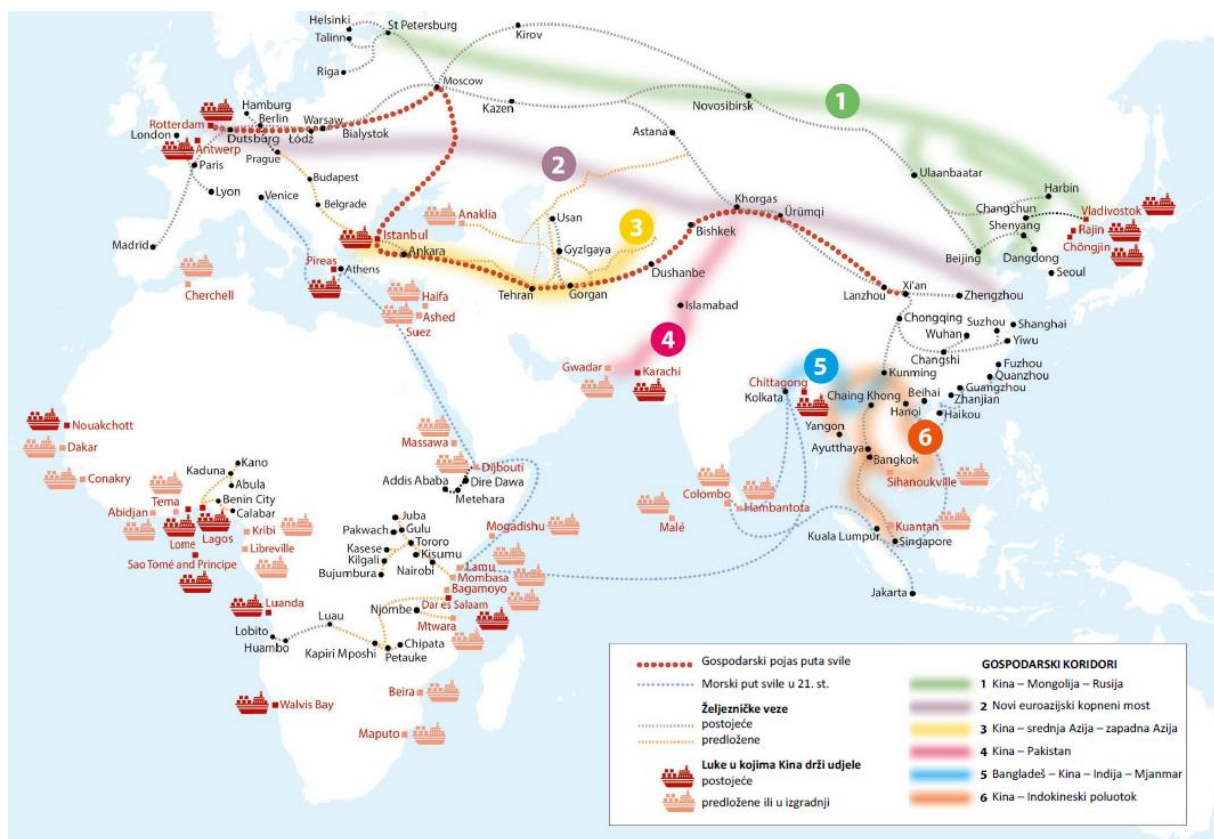 Helsinki
St Petersburg
Talinn
Kirov
Riga
Moscow
Novosibirsk
1
Kazen
Hamburg
Berlin
Warsaw
Bialystok
Rotterdam
London
Dutsburg
Łódź
Antwerp
Prague
Paris
Astana
2
Ulaanbaatar
Harbin
Lyon
Venice
Budapest
Belgrade
Anaklia
Usan
Khorgas
Ürümqi
Changchun
Shenyang
Vladivostok
Rajin
Chōngjin
Madrid
Istanbul
Ankara
Gyzlgaya
3
Bishkek
Beijing
Dangdong
Seoul
Pireas
Athens
Dushanbe
Cherchell
Tehran
Gorgan
Lanzhou
Xi'an
Zhengzhou
Haifa
Ashed
Suez
Islamabad
Chongqing
Wuhan
Suzhou
Shanghai
Yiwu
Changshi
4
Gwadar
Karachi
5
Kunming
Fuzhou
Quanzhou
Chittagong
Kolkata
Chaing Khong
Beihai
Guangzhou
Zhanjian
Hanoi
Haikou
Yangon
6
Ayutthaya
Bangkok
Sihanoukville
Nouakchott
Dakar
Conakry
Massawa
Djibouti
Dire Dawa
Addis Ababa
Metehara
Kano
Kaduna
Abula
Tema
Benin City
Abidjan
Calabar
Lome
Lagos
Kribi
Libreville
Sao Tomé and Principe
Colombo
Hambantota
Malé
Kuantan
Kuala Lumpur
Singapore
Jakarta
Juba
Pakwach
Gulu
Mogadishu
Kasese
Tororo
Kilgali
Kisumu
Bujumbura
Nairobi
Lamu
Mombasa
Bagamoyo
Dar es Salaam
Njombe
Mtwara
Luanda
Luau
Lobito
Huambo
Kapiri Mposhi
Chipata
Petauke
Beira
Walvis Bay
Maputo
Gospodarski pojas puta svile
Morski put svile u 21. st.
Željezničke veze
postojeće
predložene
Luke u kojima Kina drži udjele
postojeće
predložene ili u izgradnji
GOSPODARSKI KORIDORI
1 Kina – Mongolija – Rusija
2 Novi euroazijski kopneni most
3 Kina – srednja Azija – zapadna Azija
4 Kina – Pakistan
5 Bangladeš – Kina – Indija – Mjanmar
6 Kina – Indokineski poluotok